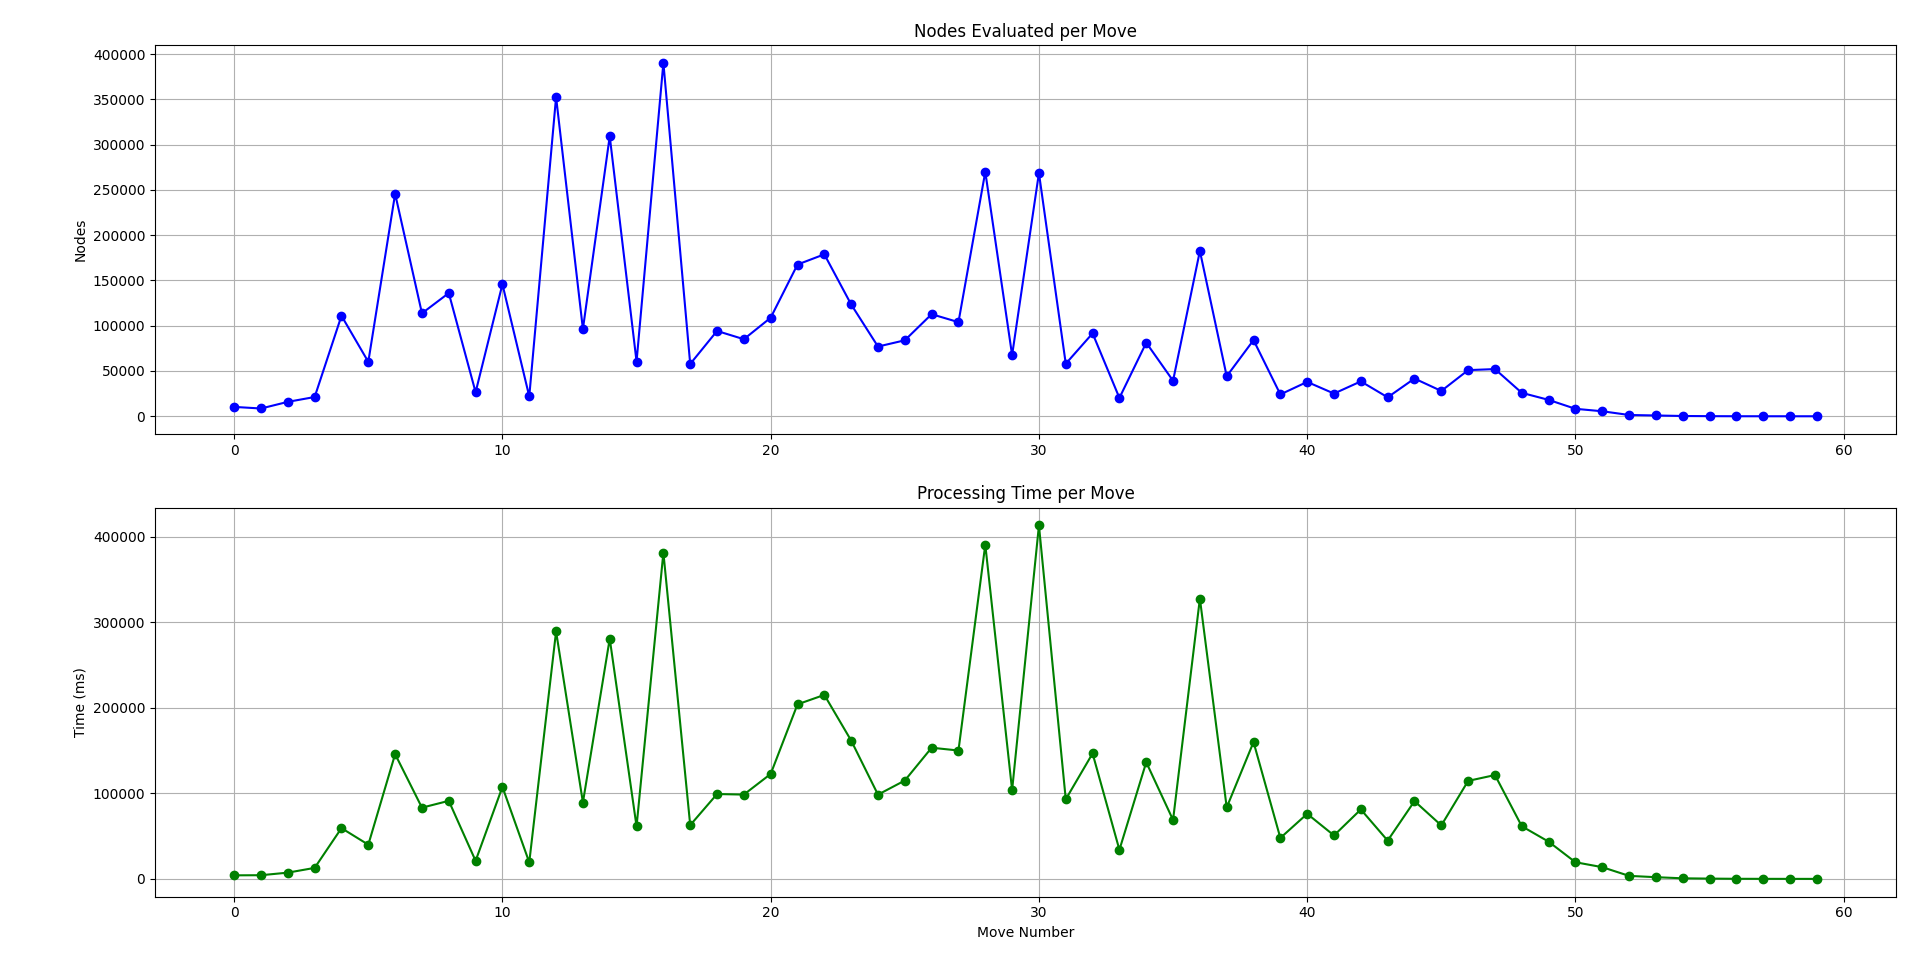 Nodes Evaluated per Move
400000
350000
300000
250000
200000
150000
100000
50000
0
Nodes
0 10 20 30 40 50 60
Processing Time per Move
400000
300000
200000
100000
0
Time (ms)
0 10 20 30 40 50 60
Move Number